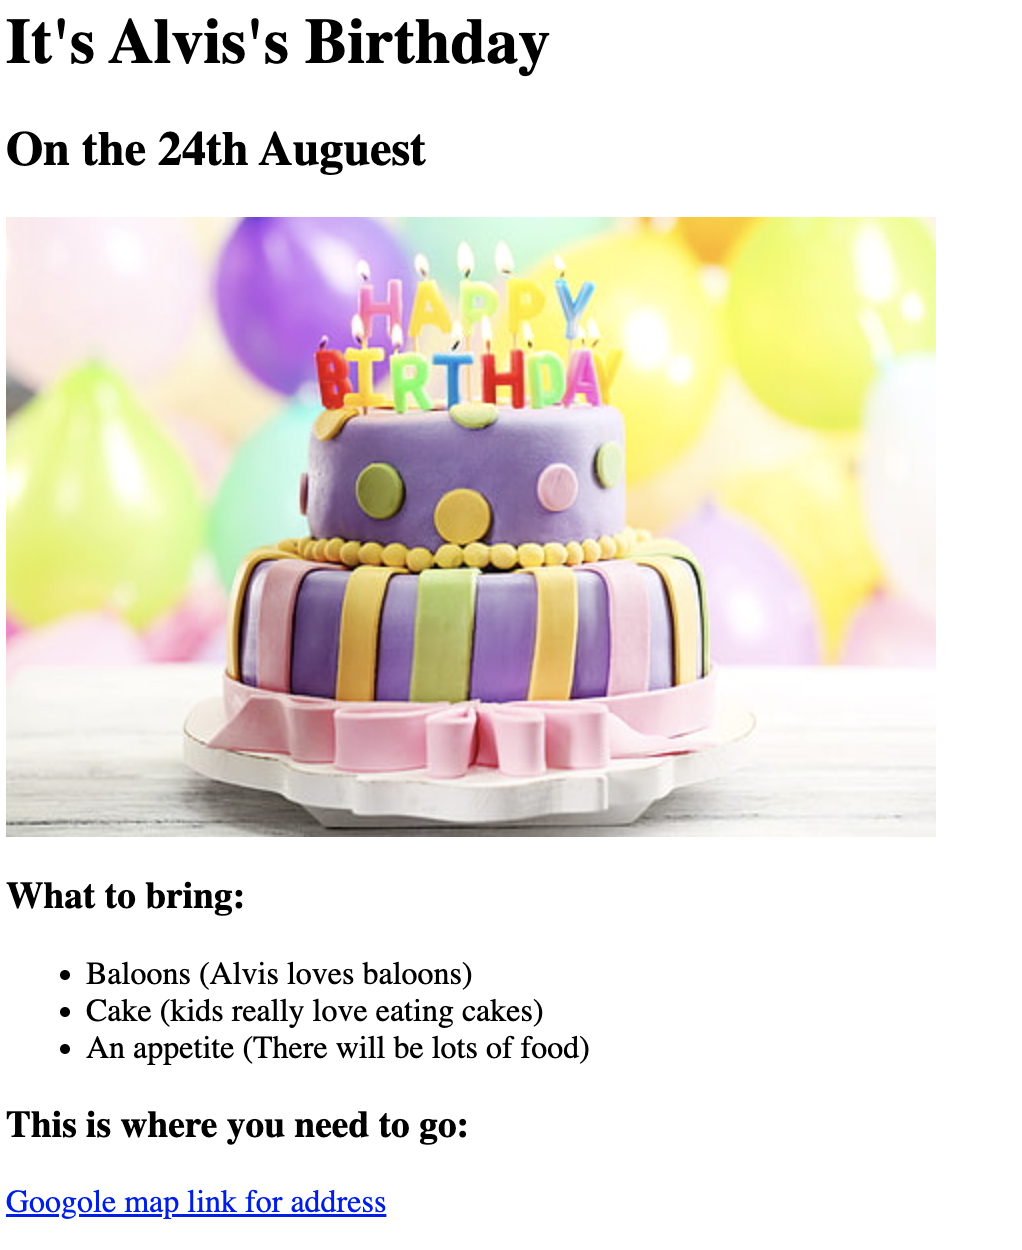 It's Alvis's Birthday
On the 24th Auguest
HAPPY
BIRTHDAY
What to bring:
Baloons (Alvis loves baloons)
Cake (kids really love eating cakes)
An appetite (There will be lots of food)
This is where you need to go:
Googole map link for address